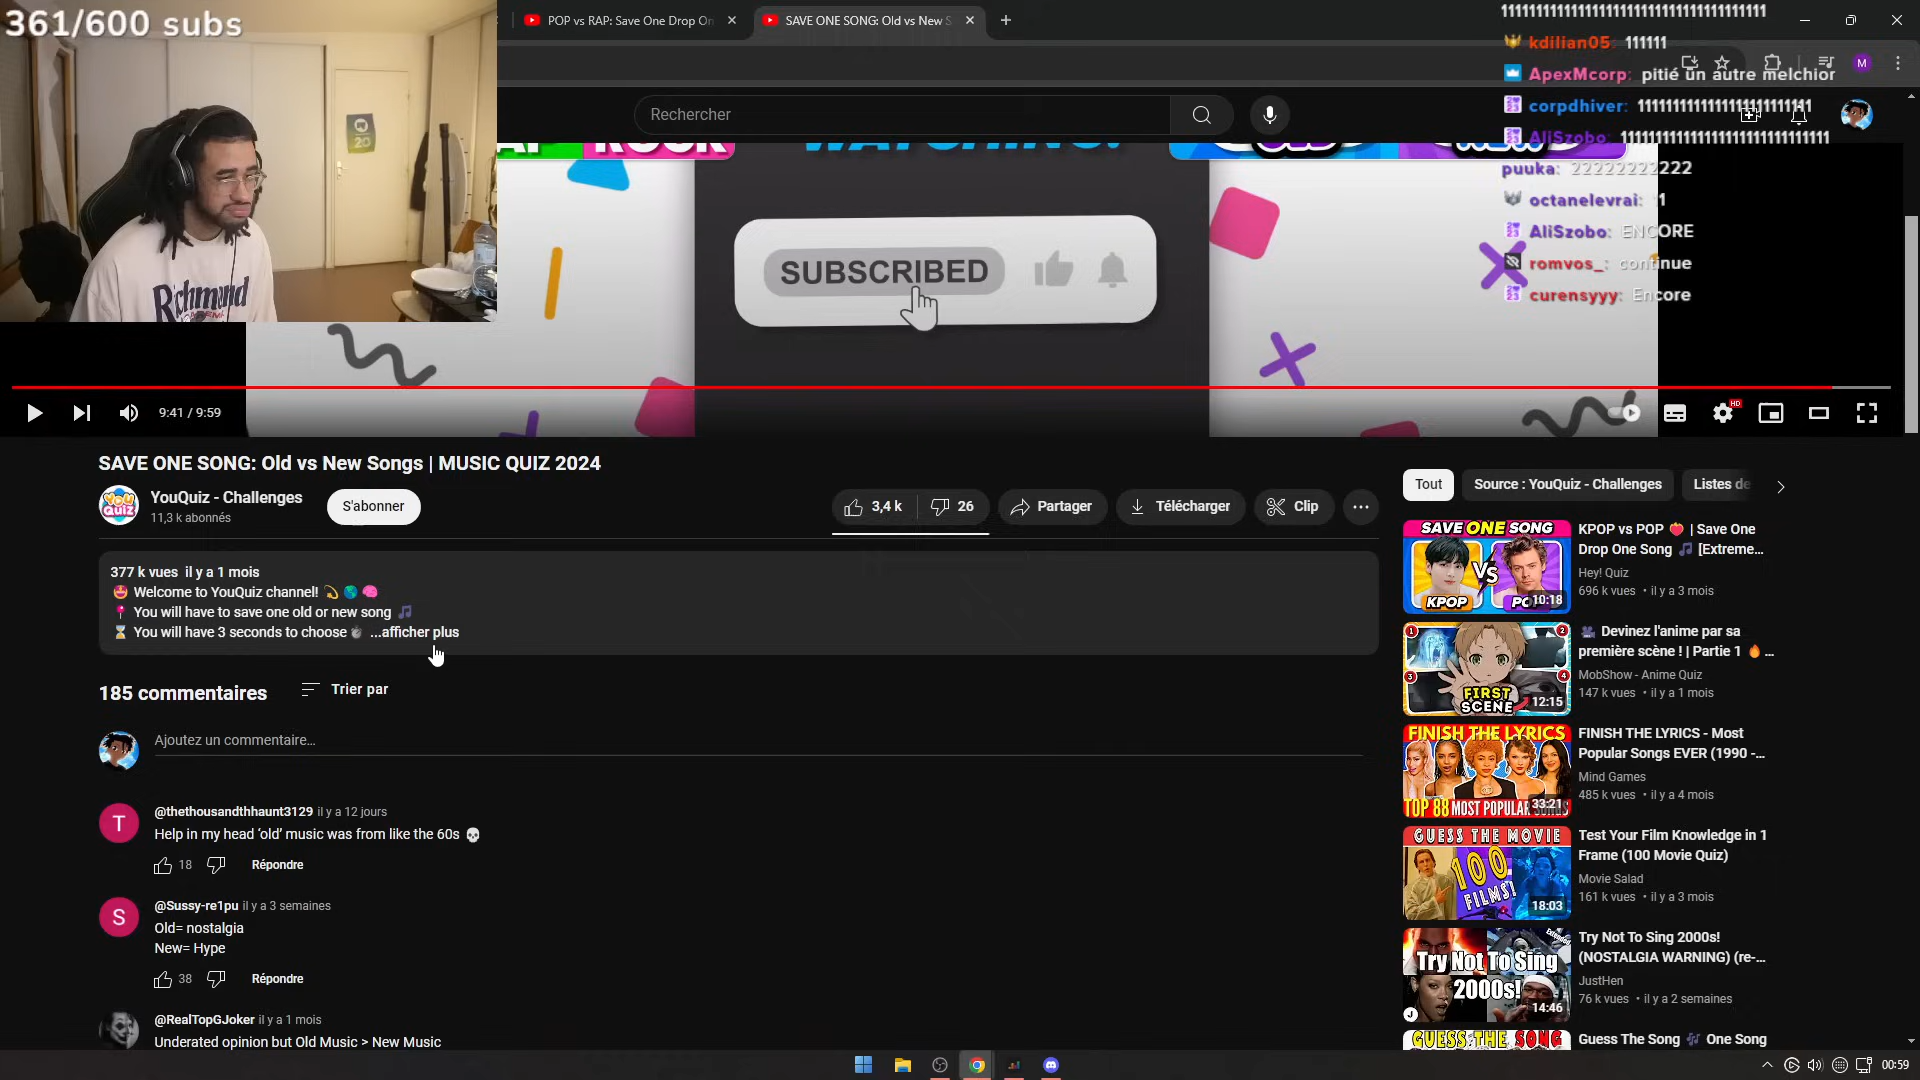 361/600 subs
POP vs RAP: Save One Drop On
SAVE ONE SONG: Old vs New S
111111111111111111111111111111111111
kdilian05: 111111
ApexMcorp: pitié un autre melchior
corpdhiver: 1111111111111111111111111111
AliSzobo: 111111111111111111111111111111111
puuka: 22222222222
octanelevrai: 1
AliSzobo: ENCORE
romvos_: continue
curensyyy: Encore
M
Rechercher
ROCK
WATCHING!
SUBSCRIBED
Richmond
20
9:41 / 9:59
HD
SAVE ONE SONG: Old vs New Songs | MUSIC QUIZ 2024
YOU QUIZ
YouQuiz - Challenges
11,3 k abonnés
S'abonner
3,4 k
26
Partager
Télécharger
Clip
377 k vues il y a 1 mois
🤩 Welcome to YouQuiz channel! 💫 🌎 🧠
📍 You will have to save one old or new song 🎵
⌛ You will have 3 seconds to choose ⏱ ...afficher plus
185 commentaires
Trier par
Ajoutez un commentaire…
T
@thethousandthhaunt3129 il y a 12 jours
Help in my head ‘old’ music was from like the 60s 💀
18
Répondre
S
@Sussy-re1pu il y a 3 semaines
Old= nostalgia
New= Hype
38
Répondre
@RealTopGJoker il y a 1 mois
Underated opinion but Old Music > New Music
Tout
Source : YouQuiz - Challenges
Listes de
SAVE ONE SONG
VS
KPOP
10:18
KPOP vs POP ❤️ | Save One
Drop One Song 🎵 [Extreme...
Hey! Quiz
696 k vues • il y a 3 mois
FIRST
SCENE
12:15
🎥 Devinez l'anime par sa
première scène ! | Partie 1 🔥 ...
MobShow - Anime Quiz
147 k vues • il y a 1 mois
FINISH THE LYRICS
TOP 88 MOST POPULAR SONGS
33:21
FINISH THE LYRICS - Most
Popular Songs EVER (1990 -...
Mind Games
485 k vues • il y a 4 mois
GUESS THE MOVIE
100
FILMS!
18:03
Test Your Film Knowledge in 1
Frame (100 Movie Quiz)
Movie Salad
161 k vues • il y a 3 mois
Try Not To Sing
2000s!
14:46
Try Not To Sing 2000s!
(NOSTALGIA WARNING) (re-...
JustHen
76 k vues • il y a 2 semaines
GUESS THE SONG
Guess The Song 🎶 One Song
00:59